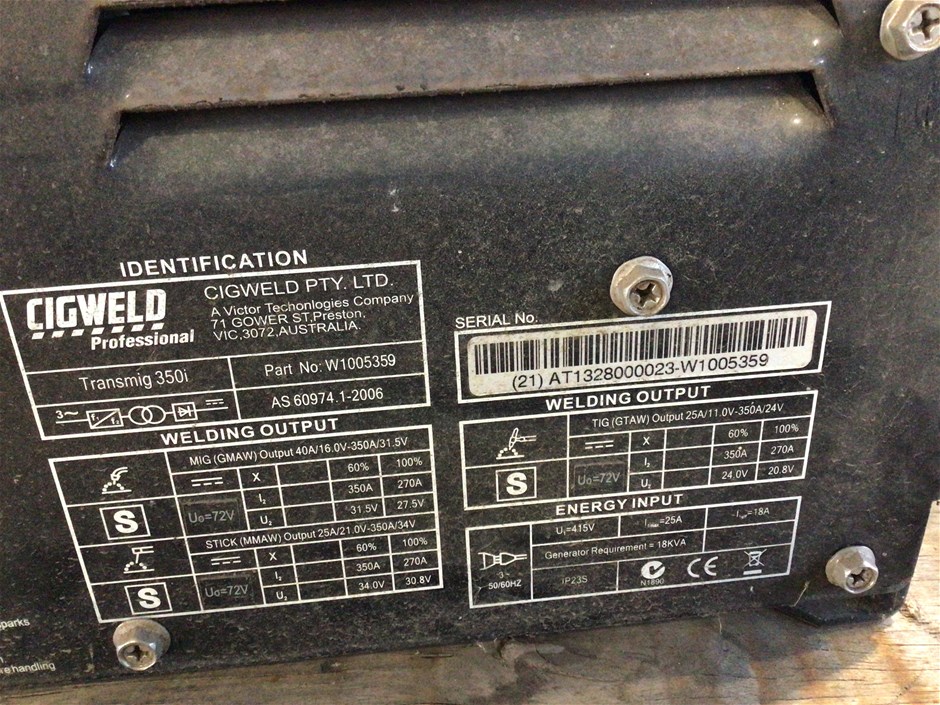 IDENTIFICATION
CIGWELD
Professional
CIGWELD PTY. LTD.
A Victor Techonlogies Company
71 GOWER ST,Preston,
VIC,3072,AUSTRALIA.
Transmig 350i
Part No: W1005359
3~
AS 60974.1-2006
WELDING OUTPUT
MIG (GMAW) Output 40A/16.0V-350A/31.5V
X 60% 100%
I₂ 350A 270A
S U₀=72V U₂ 31.5V 27.5V
STICK (MMAW) Output 25A/21.0V-350A/34V
X 60% 100%
I₂ 350A 270A
S U₀=72V U₂ 34.0V 30.8V
SERIAL No.
(21) AT1328000023-W1005359
WELDING OUTPUT
TIG (GTAW) Output 25A/11.0V-350A/24V
X 60% 100%
I₂ 350A 270A
S U₀=72V U₂ 24.0V 20.8V
ENERGY INPUT
U₁=415V =25A =18A
Generator Requirement = 18KVA
3~
50/60HZ
IP23S
N1890
CE
parks
handling